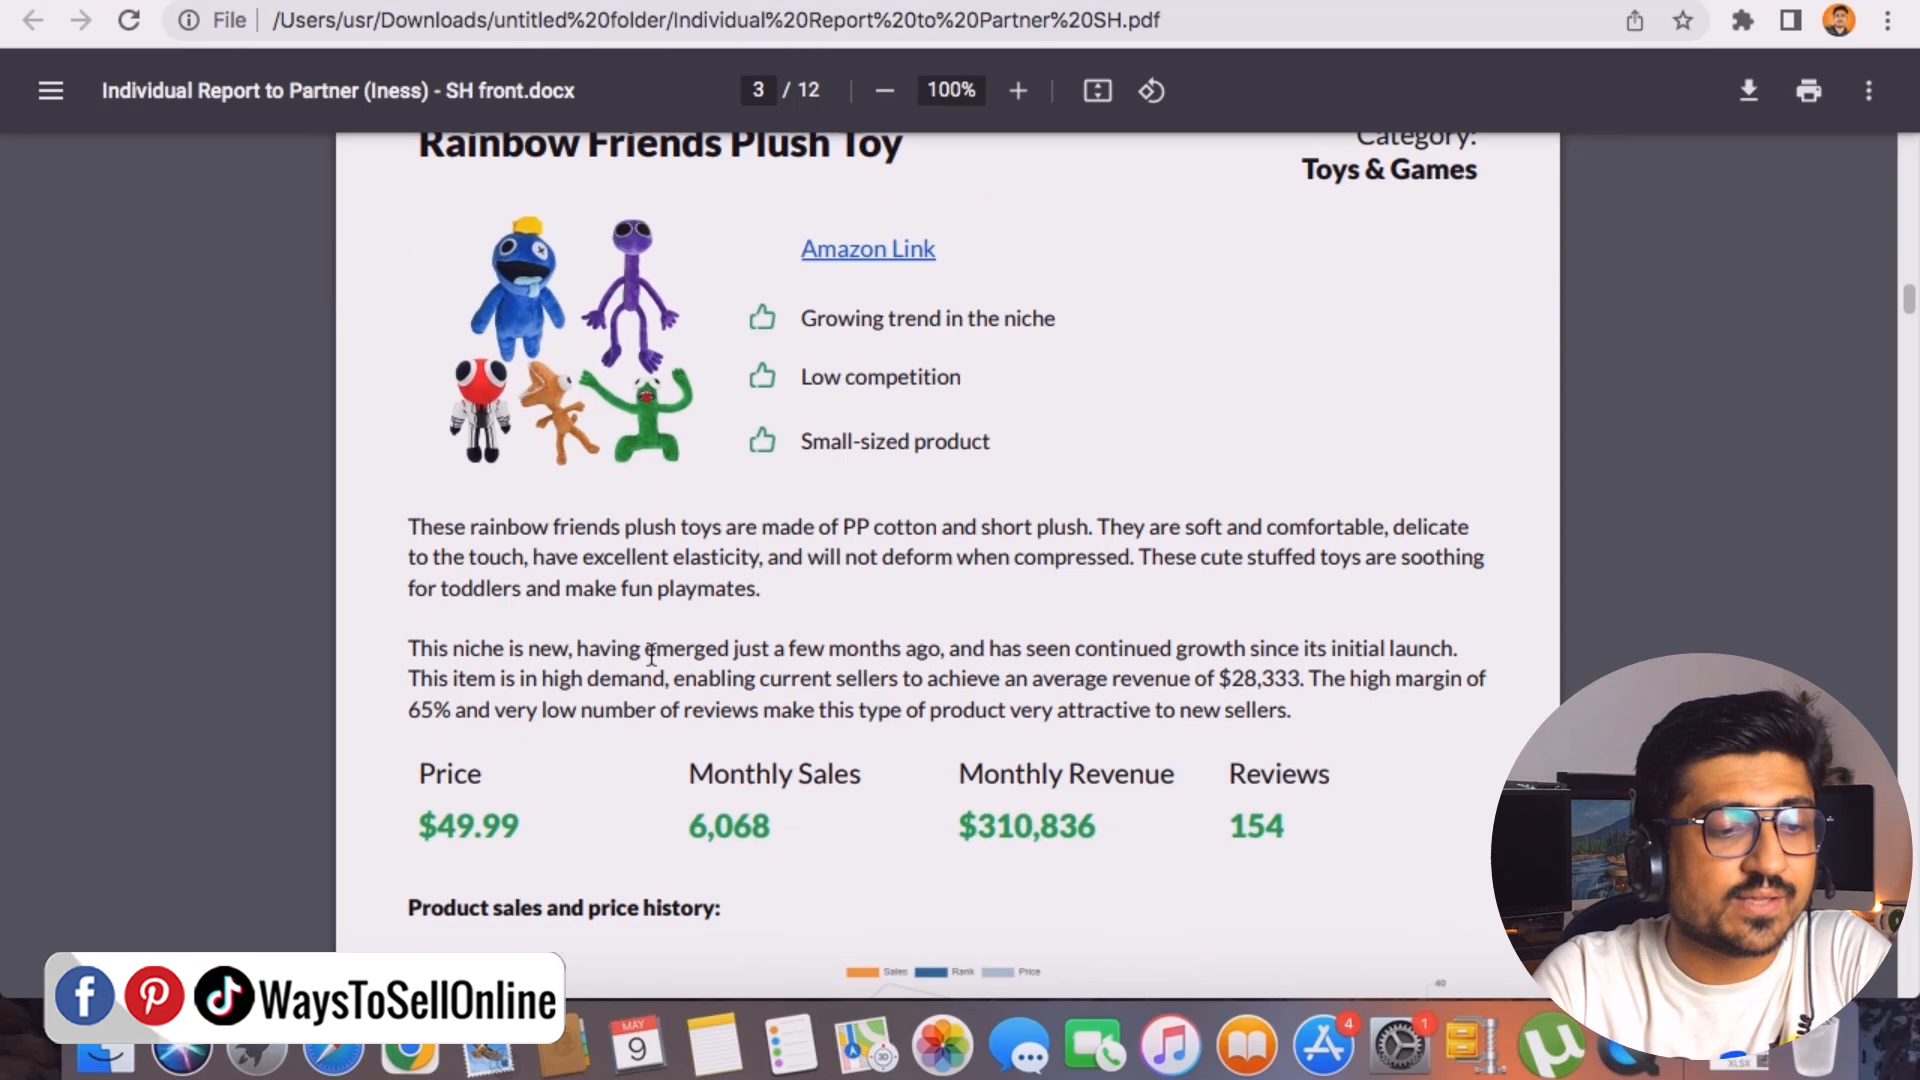 File
/Users/usr/Downloads/untitled%20folder/Individual%20Report%20to%20Partner%20SH.pdf
Individual Report to Partner (Iness) - SH front.docx
3 / 12
100%
Rainbow Friends Plush Toy
Category:
Toys & Games
Amazon Link
Growing trend in the niche
Low competition
Small-sized product
These rainbow friends plush toys are made of PP cotton and short plush. They are soft and comfortable, delicate
to the touch, have excellent elasticity, and will not deform when compressed. These cute stuffed toys are soothing
for toddlers and make fun playmates.
This niche is new, having emerged just a few months ago, and has seen continued growth since its initial launch.
This item is in high demand, enabling current sellers to achieve an average revenue of $28,333. The high margin of
65% and very low number of reviews make this type of product very attractive to new sellers.
Price Monthly Sales Monthly Revenue Reviews
$49.99 6,068 $310,836 154
Product sales and price history:
Sales Rank Price
40
WaysToSellOnline
MAY
9
3D
4
1
XLSX